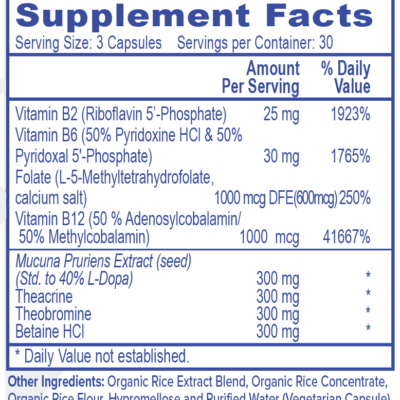 Supplement Facts
Serving Size: 3 Capsules Servings per Container: 30
Amount % Daily
Per Serving Value
Vitamin B2 (Riboflavin 5'-Phosphate) 25 mg 1923%
Vitamin B6 (50% Pyridoxine HCl & 50%
Pyridoxal 5'-Phosphate) 30 mg 1765%
Folate (L-5-Methyltetrahydrofolate,
calcium salt) 1000 mcg DFE(600mcg) 250%
Vitamin B12 (50 % Adenosylcobalamin/
50% Methylcobalamin) 1000 mcg 41667%
Mucuna Pruriens Extract (seed)
(Std. to 40% L-Dopa) 300 mg *
Theacrine 300 mg *
Theobromine 300 mg *
Betaine HCl 300 mg *
* Daily Value not established.
Other Ingredients: Organic Rice Extract Blend, Organic Rice Concentrate,
Organic Rice Flour, Hypromellose and Purified Water (Vegetarian Capsule)